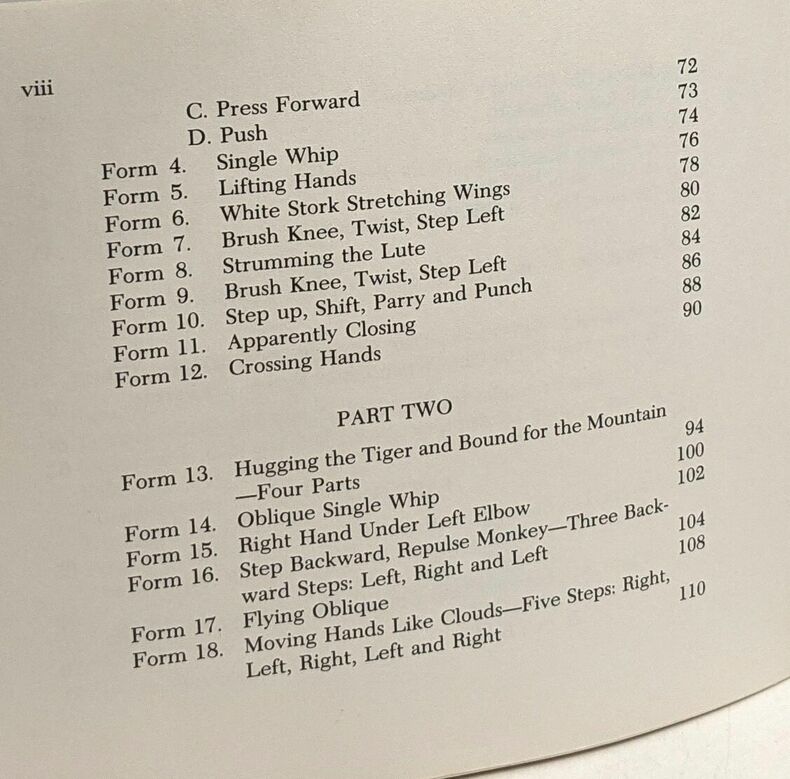 viii
C. Press Forward 72
D. Push 73
Form 4. Single Whip 74
Form 5. Lifting Hands 76
Form 6. White Stork Stretching Wings 78
Form 7. Brush Knee, Twist, Step Left 80
Form 8. Strumming the Lute 82
Form 9. Brush Knee, Twist, Step Left 84
Form 10. Step up, Shift, Parry and Punch 86
Form 11. Apparently Closing 88
Form 12. Crossing Hands 90
PART TWO
Form 13. Hugging the Tiger and Bound for the Mountain
—Four Parts 94
Form 14. Oblique Single Whip 100
Form 15. Right Hand Under Left Elbow 102
Form 16. Step Backward, Repulse Monkey—Three Back-
ward Steps: Left, Right and Left 104
Form 17. Flying Oblique 108
Form 18. Moving Hands Like Clouds—Five Steps: Right,
Left, Right, Left and Right 110